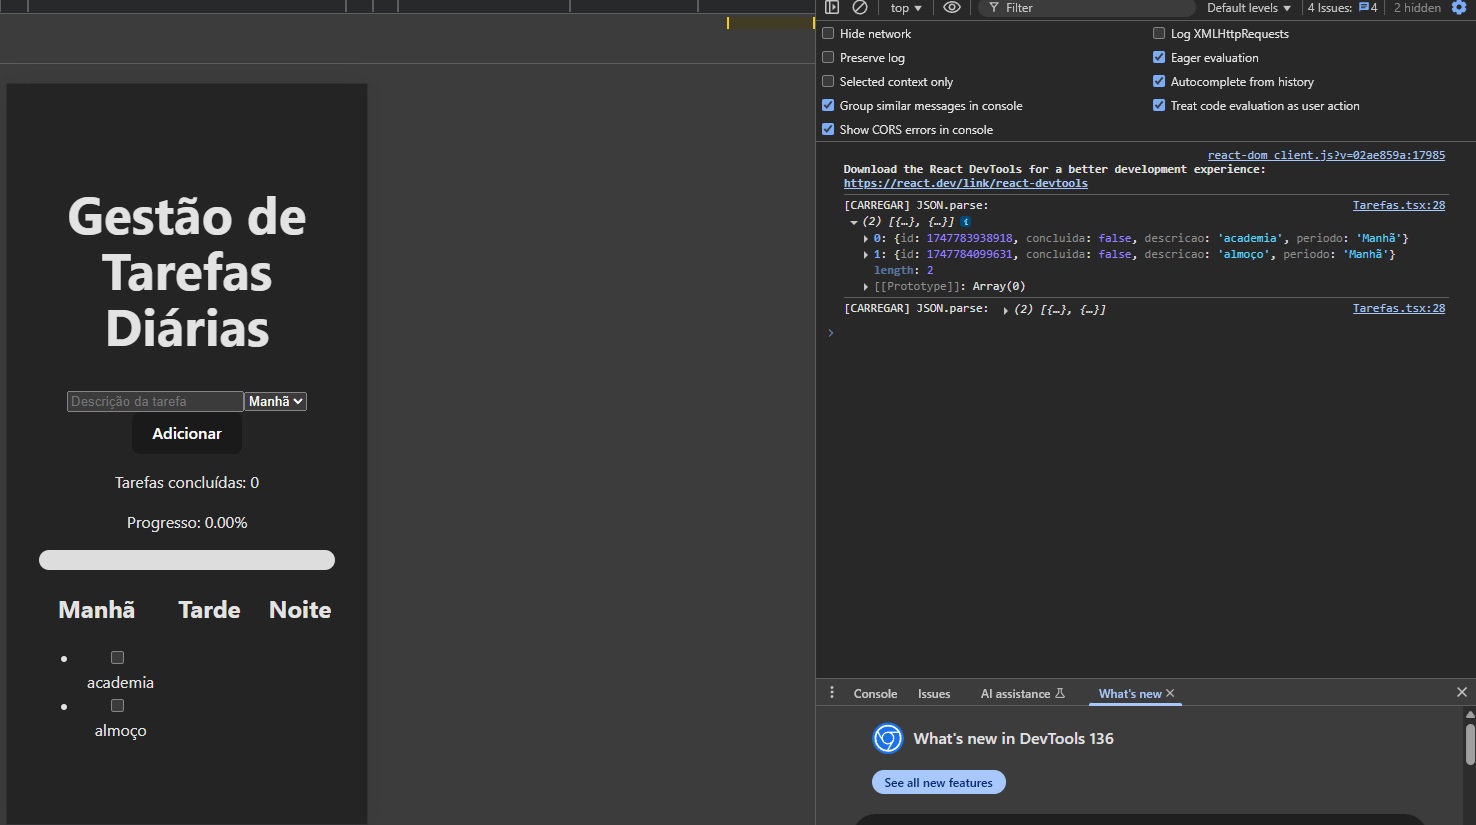 Gestão de
Tarefas
Diárias
Descrição da tarefa Manhã
Adicionar
Tarefas concluídas: 0
Progresso: 0.00%
Manhã Tarde Noite
academia
almoço
top Filter Default levels 4 Issues: 4 2 hidden
Hide network Log XMLHttpRequests
Preserve log Eager evaluation
Selected context only Autocomplete from history
Group similar messages in console Treat code evaluation as user action
Show CORS errors in console
react-dom_client.js?v=02ae859a:17985
Download the React DevTools for a better development experience:
https://react.dev/link/react-devtools
[CARREGAR] JSON.parse: Tarefas.tsx:28
(2) [{…}, {…}] i
0: {id: 1747783938918, concluida: false, descricao: 'academia', periodo: 'Manhã'}
1: {id: 1747784099631, concluida: false, descricao: 'almoço', periodo: 'Manhã'}
length: 2
[[Prototype]]: Array(0)
[CARREGAR] JSON.parse: (2) [{…}, {…}] Tarefas.tsx:28
Console Issues AI assistance What's new
What's new in DevTools 136
See all new features